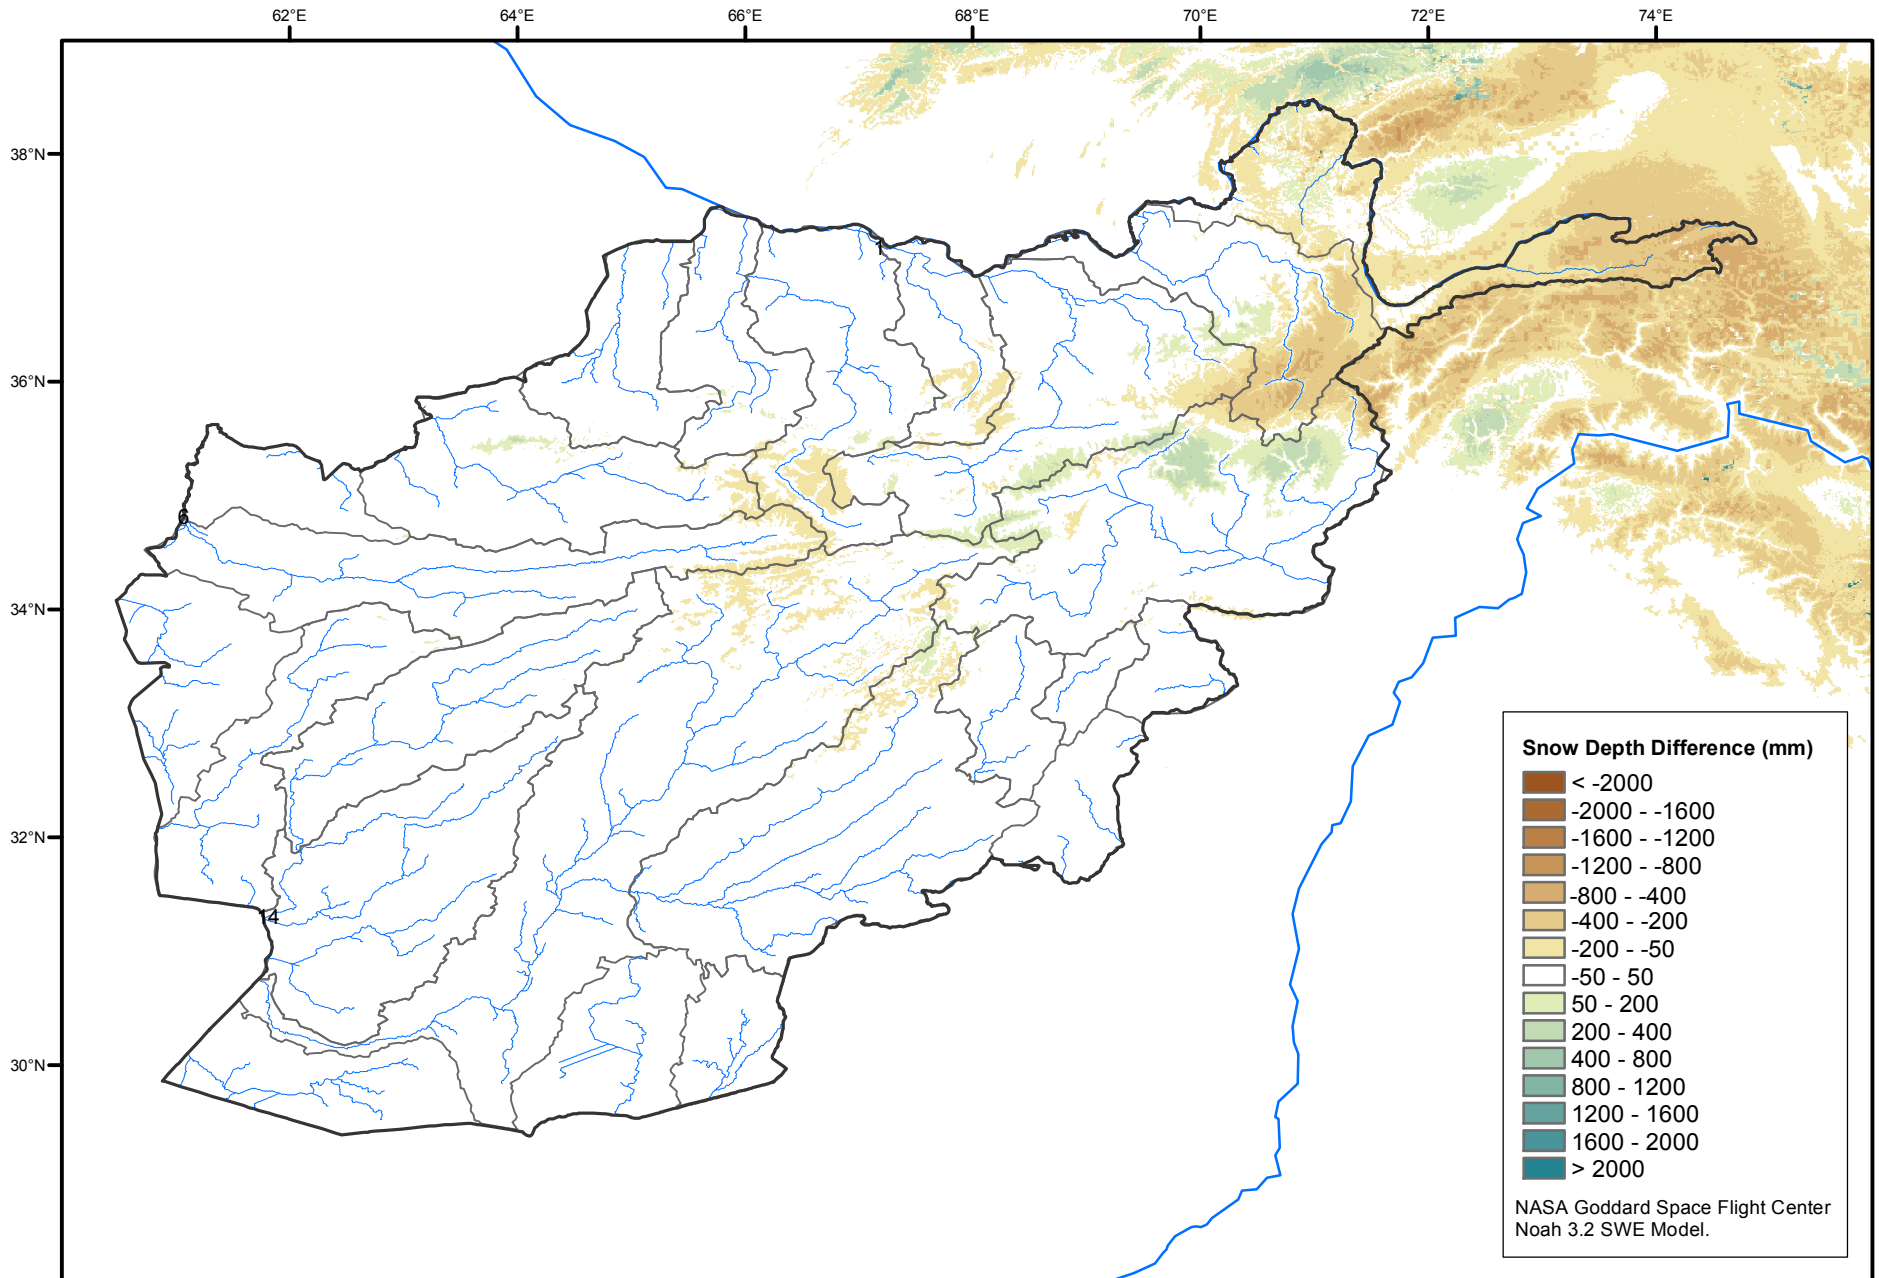 62°E
64°E
66°E
68°E
70°E
72°E
74°E
38°N
36°N
34°N
32°N
30°N
1
6
14
Snow Depth Difference (mm)
< -2000
-2000 - -1600
-1600 - -1200
-1200 - -800
-800 - -400
-400 - -200
-200 - -50
-50 - 50
50 - 200
200 - 400
400 - 800
800 - 1200
1200 - 1600
1600 - 2000
> 2000
NASA Goddard Space Flight Center
Noah 3.2 SWE Model.